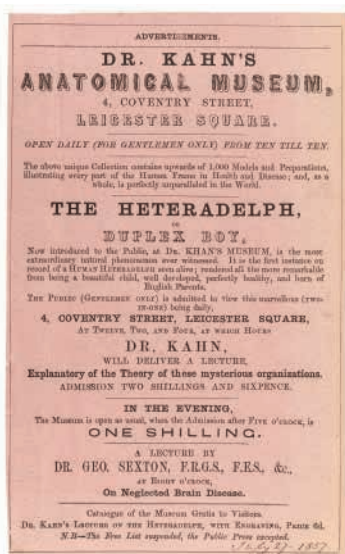 ADVERTISEMENTS.
DR. KAHN'S
ANATOMICAL MUSEUM,
4, COVENTRY STREET,
LEICESTER SQUARE.
OPEN DAILY (FOR GENTLEMEN ONLY) FROM TEN TILL TEN.
The above unique Collection contains upwards of 1,000 Models and Preparations,
illustrating every part of the Human Frame in Health and Disease; and, as a
whole, is perfectly unparalleled in the World.
THE HETERADELPH,
OR
DUPLEX BOY,
Now introduced to the Public, at DR. KHAN'S MUSEUM, is the most
extraordinary natural phenomenon ever witnessed. It is the first instance on
record of a HUMAN HETERADELPH seen alive; rendered all the more remarkable
from being a beautiful child, well developed, perfectly healthy, and born of
English Parents.
THE PUBLIC (GENTLEMEN ONLY) is admitted to view this marvellous (TWO-
IN-ONE) being daily,
4, COVENTRY STREET, LEICESTER SQUARE,
AT TWELVE, TWO, AND FOUR, AT WHICH HOURS
DR. KAHN,
WILL DELIVER A LECTURE,
Explanatory of the Theory of these mysterious organizations.
ADMISSION TWO SHILLINGS AND SIXPENCE.
IN THE EVENING,
The Museum is open as usual, when the Admission after FIVE O'CLOCK, is
ONE SHILLING.
A LECTURE BY
DR. GEO. SEXTON, F.R.G.S., F.E.S., &c.,
AT EIGHT O'CLOCK,
On Neglected Brain Disease.
Catalogue of the Museum Gratis to Visitors.
DR. KAHN'S LECTURE ON THE HETERADELPH, WITH ENGRAVING, PRICE 6d.
N.B—The Free List suspended, the Public Press excepted.
27. 1857.